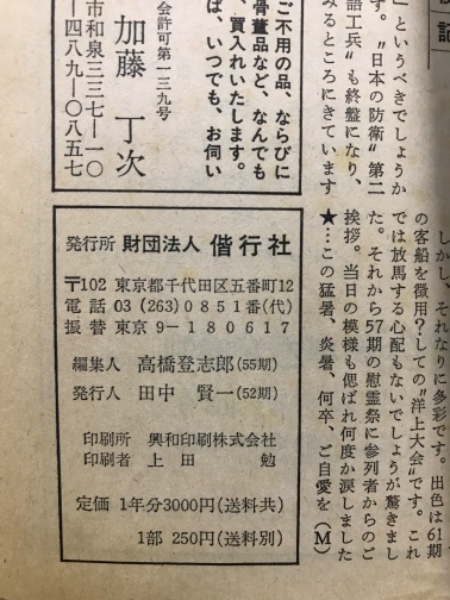 」というべきでしょうか
す。〝日本の防衛〟第二
語工兵〟も終盤になり、
みるところにきています
しかし、それなりに多彩です。出色は61期
の客船を徴用?しての〝洋上大会〟です。これ
では放馬する心配もないでしょうが驚きまし
た。それから57期の慰霊祭に参列者からのご
挨拶。当日の模様も偲ばれ何度か涙しました
★…この猛暑、炎暑、何卒、ご自愛を(M)
ご不用の品、ならびに
骨董品など、なんでも
、買入れいたします。
ば、いつでも、お伺い
会許可第一三九号
加藤 丁次
市和泉三三七—一〇
—四八九—〇八五七
発行所 財団法人 偕行社
〒102 東京都千代田区五番町12
電話 03 (263) 0851番(代)
振替 東京 9-180617
編集人 高橋登志郎(55期)
発行人 田中 賢一(52期)
印刷所 興和印刷株式会社
印刷者 上田 勉
定価 1年分3000円(送料共)
1部 250円(送料別)